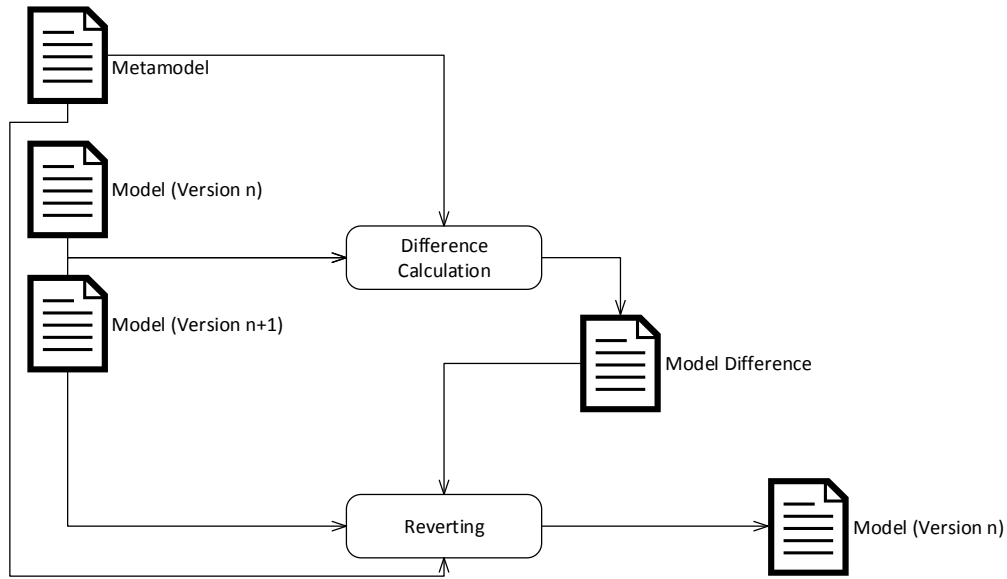 Metamodel
Model (Version n)
Difference
Calculation
Model (Version n+1)
Model Difference
Reverting
Model (Version n)